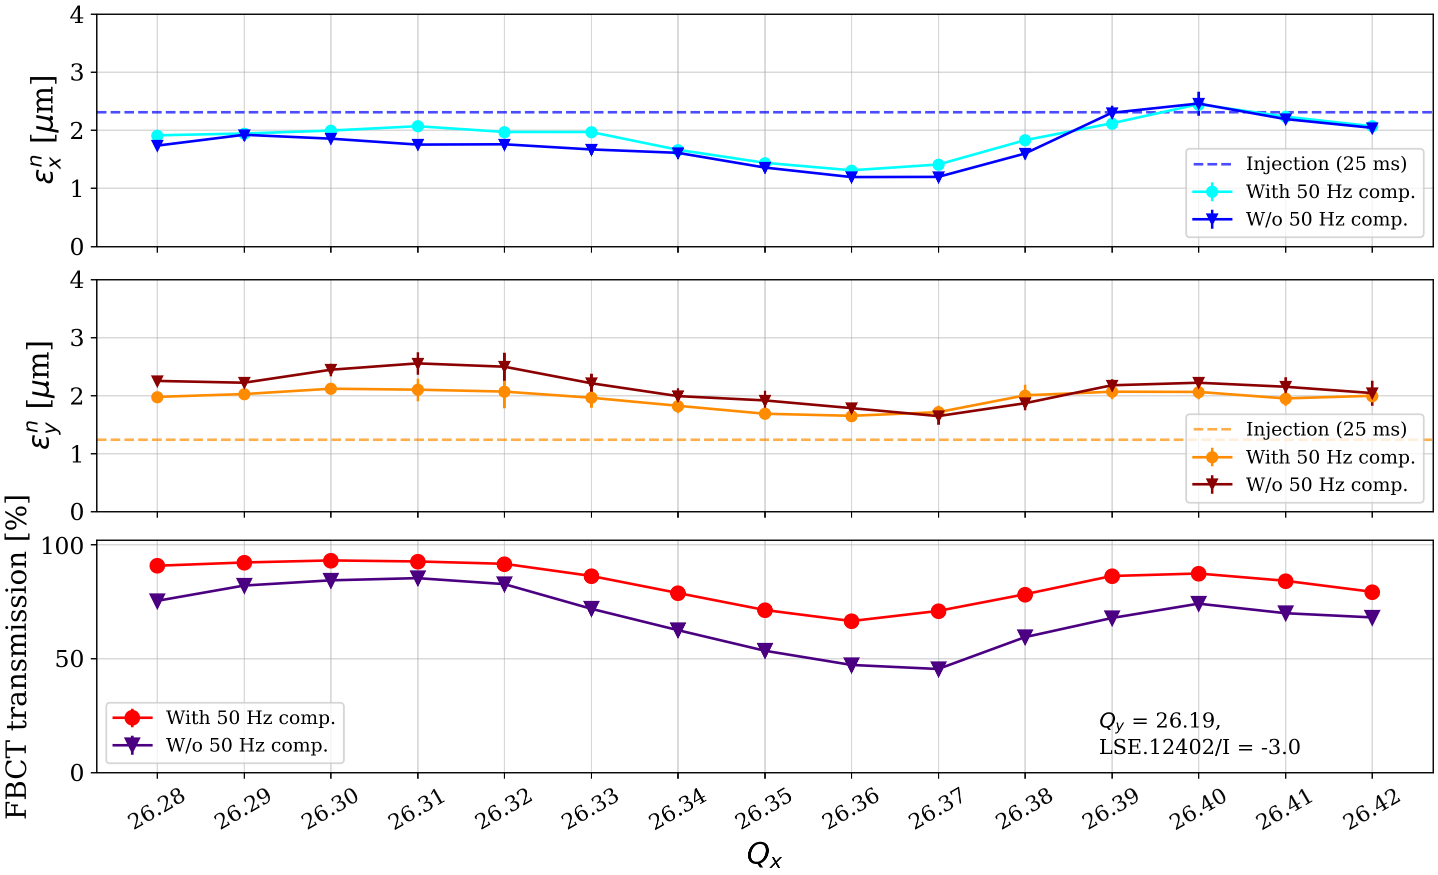 4
3
2
1
0
εₓⁿ [μm]
Injection (25 ms)
With 50 Hz comp.
W/o 50 Hz comp.
4
3
2
1
0
εᵧⁿ [μm]
Injection (25 ms)
With 50 Hz comp.
W/o 50 Hz comp.
100
50
0
FBCT transmission [%]
With 50 Hz comp.
W/o 50 Hz comp.
Qy = 26.19,
LSE.12402/I = -3.0
26.28 26.29 26.30 26.31 26.32 26.33 26.34 26.35 26.36 26.37 26.38 26.39 26.40 26.41 26.42
Qₓ